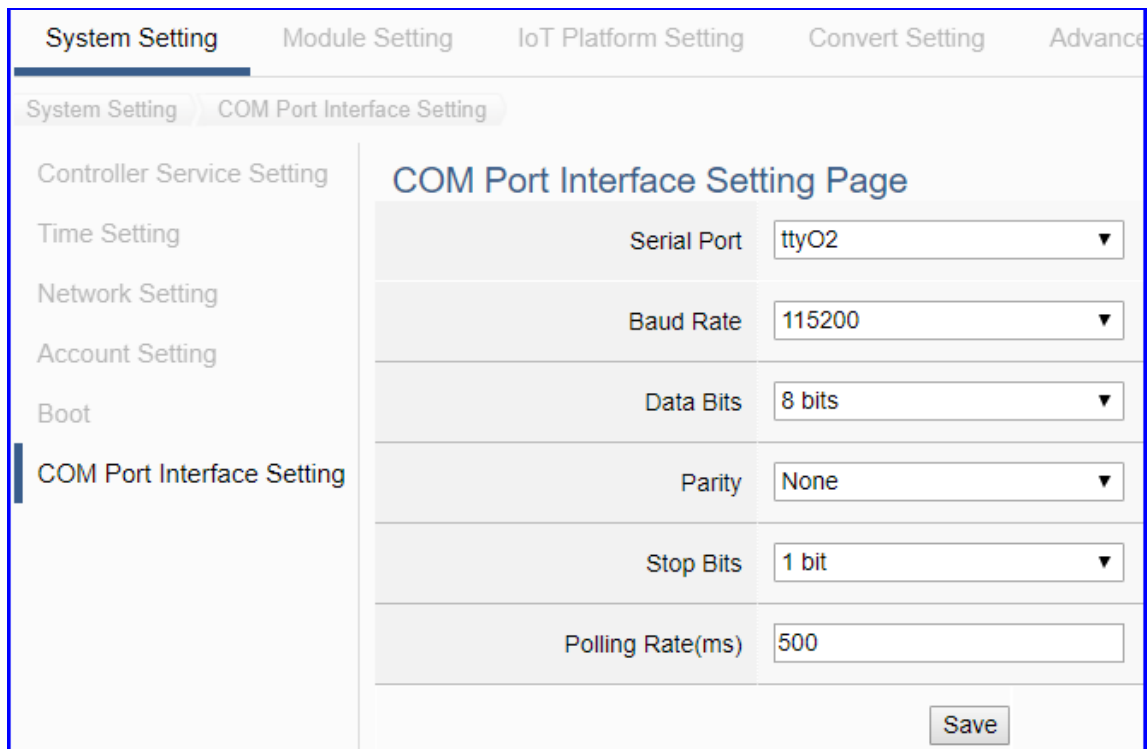 System Setting Module Setting IoT Platform Setting Convert Setting Advance
System Setting COM Port Interface Setting
Controller Service Setting
Time Setting
Network Setting
Account Setting
Boot
COM Port Interface Setting
COM Port Interface Setting Page
Serial Port ttyO2
Baud Rate 115200
Data Bits 8 bits
Parity None
Stop Bits 1 bit
Polling Rate(ms) 500
Save